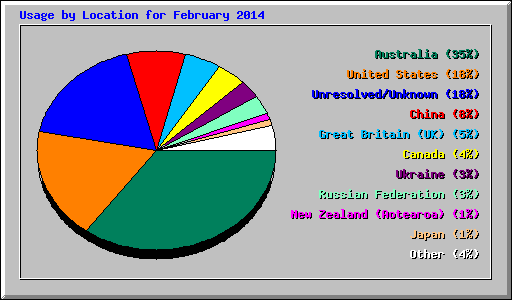 Usage by Location for February 2014
Australia (35%)
United States (18%)
Unresolved/Unknown (18%)
China (8%)
Great Britain (UK) (5%)
Canada (4%)
Ukraine (3%)
Russian Federation (3%)
New Zealand (Aotearoa) (1%)
Japan (1%)
Other (4%)